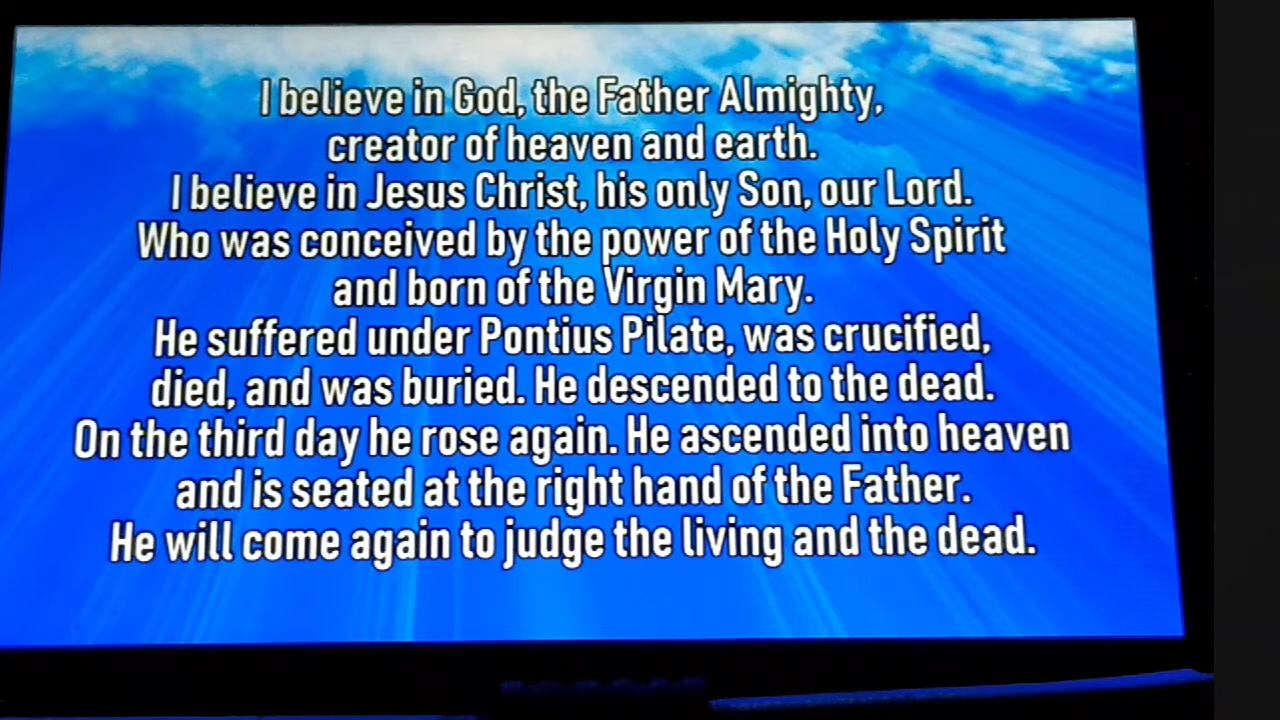 I believe in God, the Father Almighty,
creator of heaven and earth.
I believe in Jesus Christ, his only Son, our Lord.
Who was conceived by the power of the Holy Spirit
and born of the Virgin Mary.
He suffered under Pontius Pilate, was crucified,
died, and was buried. He descended to the dead.
On the third day he rose again. He ascended into heaven
and is seated at the right hand of the Father.
He will come again to judge the living and the dead.